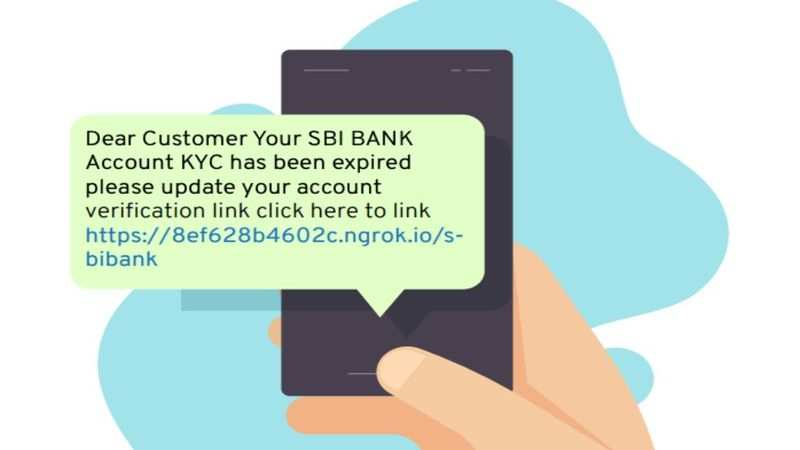 Dear Customer Your SBI BANK
Account KYC has been expired
please update your account
verification link click here to link
https://8ef628b4602c.ngrok.io/s-
bibank